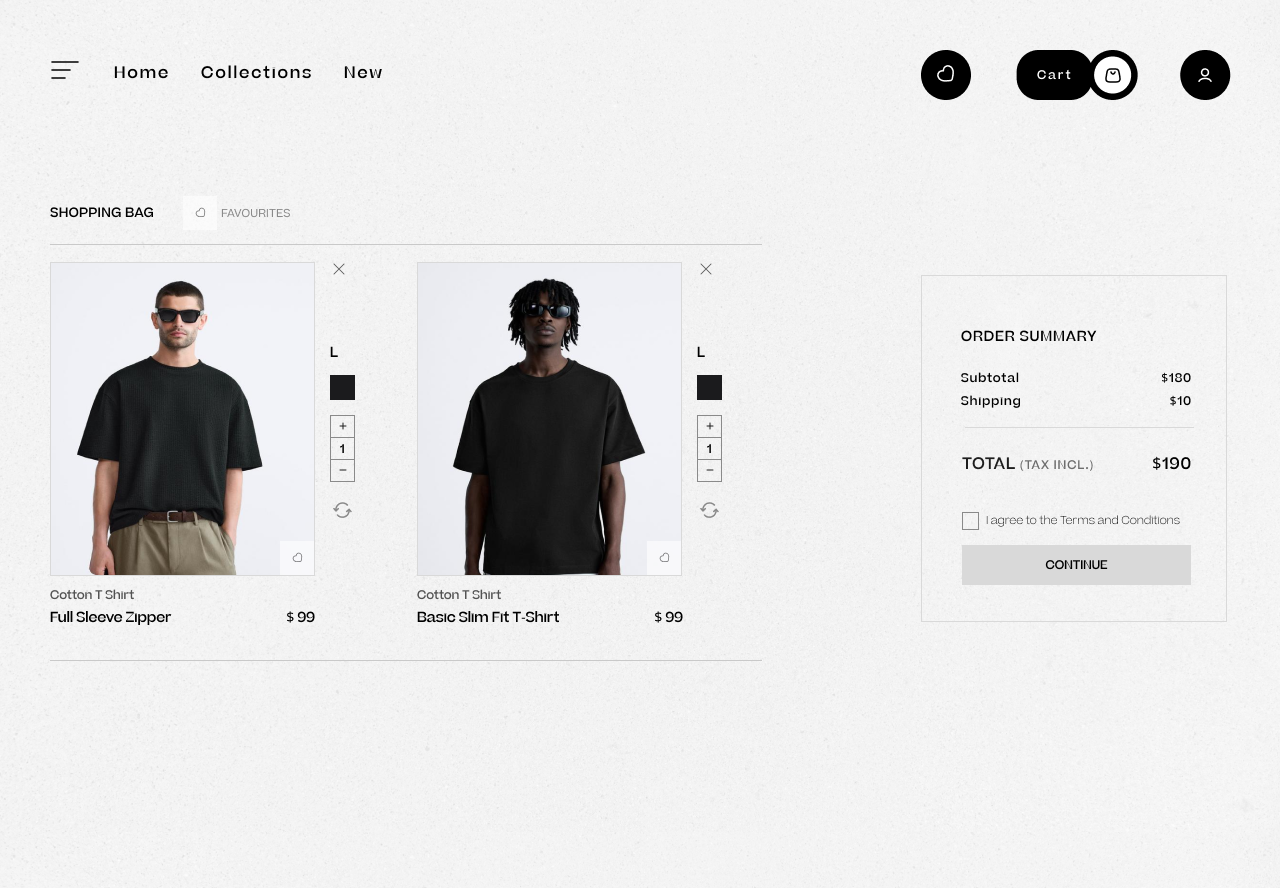 Home Collections New Cart
SHOPPING BAG FAVOURITES
L
+
1
−
L
+
1
−
Cotton T Shirt
Full Sleeve Zipper $ 99
Cotton T Shirt
Basic Slim Fit T-Shirt $ 99
ORDER SUMMARY
Subtotal $180
Shipping $10
TOTAL (TAX INCL.) $190
I agree to the Terms and Conditions
CONTINUE